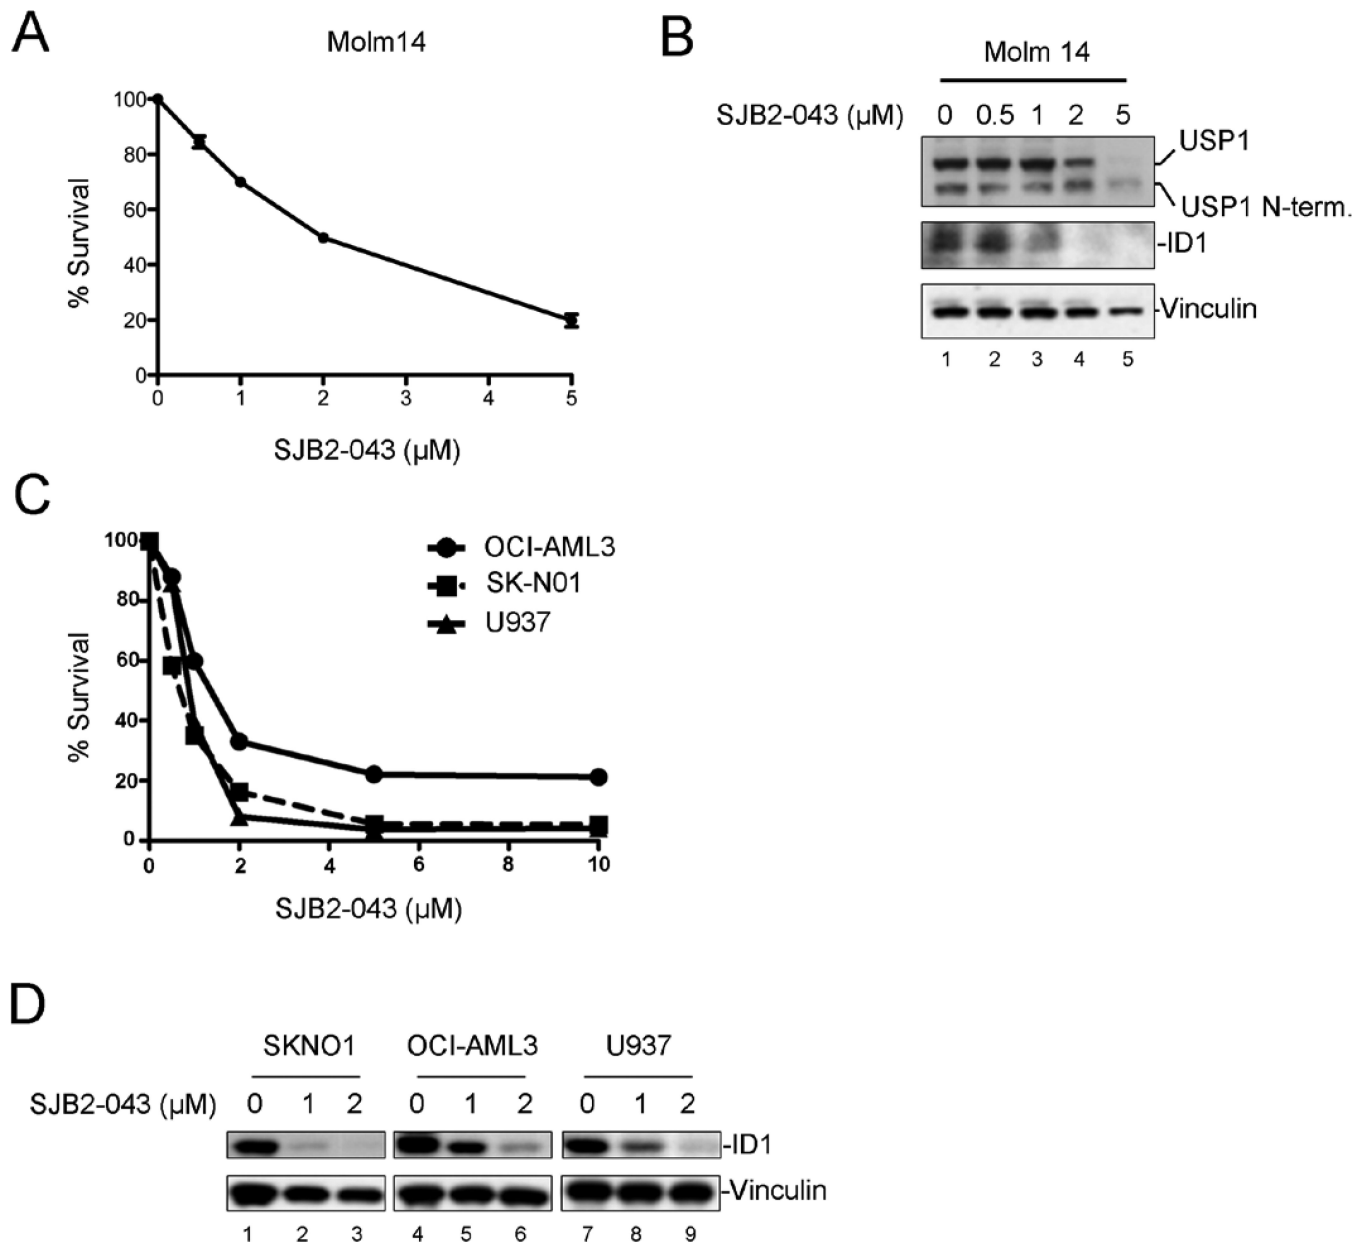 A
Molm14
100
80
60
40
20
0
% Survival
0 1 2 3 4 5
SJB2-043 (µM)
B
Molm 14
SJB2-043 (µM) 0 0.5 1 2 5
USP1
USP1 N-term.
-ID1
-Vinculin
1 2 3 4 5
C
100
80
60
40
20
0
% Survival
OCI-AML3
SK-N01
U937
0 2 4 6 8 10
SJB2-043 (µM)
D
SKNO1 OCI-AML3 U937
SJB2-043 (µM) 0 1 2 0 1 2 0 1 2
-ID1
-Vinculin
1 2 3 4 5 6 7 8 9